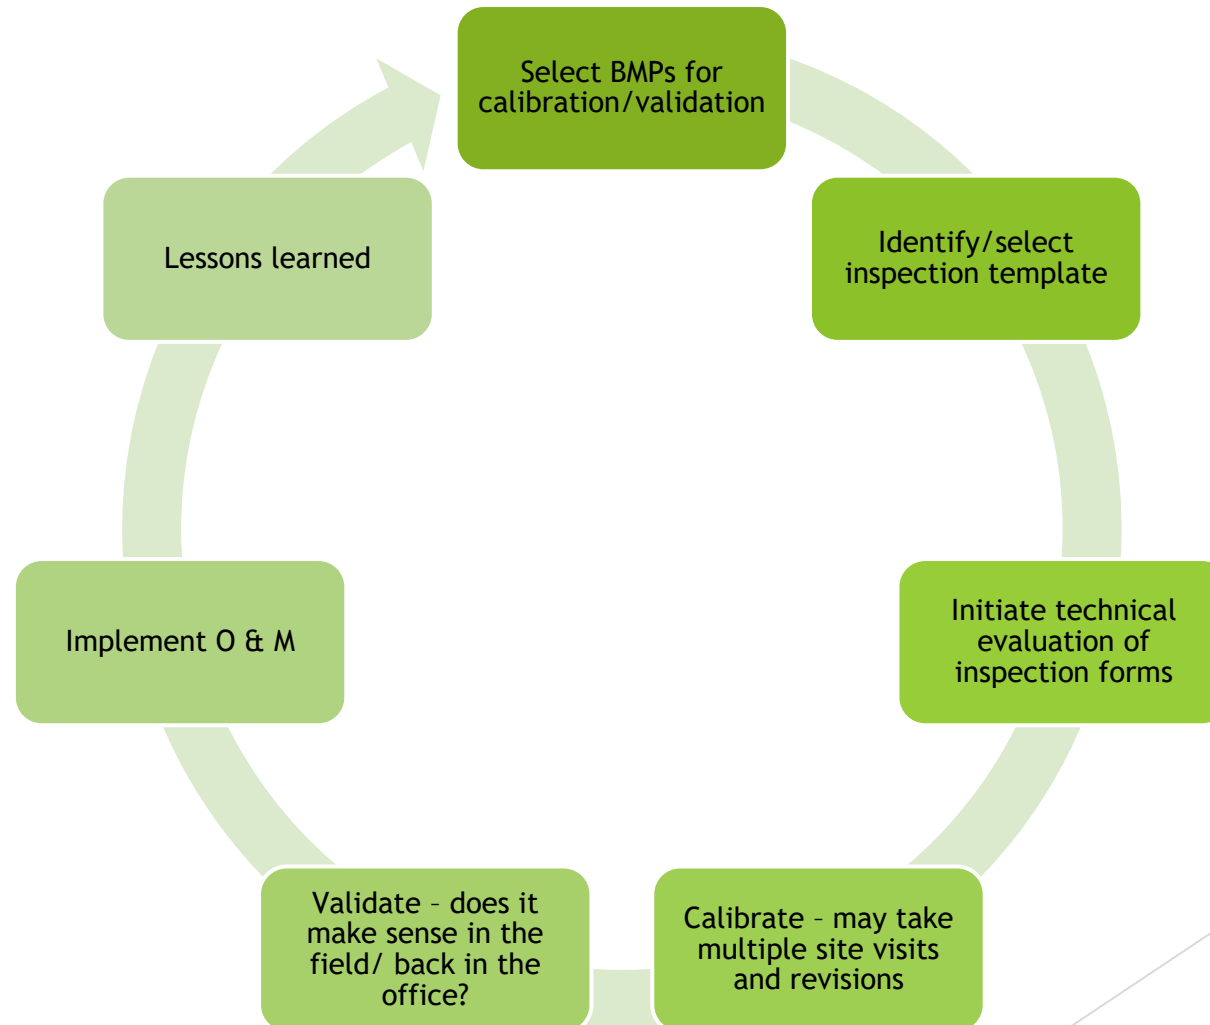 Select BMPs for
calibration/validation
Identify/select
inspection template
Initiate technical
evaluation of
inspection forms
Calibrate – may take
multiple site visits
and revisions
Validate – does it
make sense in the
field/ back in the
office?
Implement O & M
Lessons learned